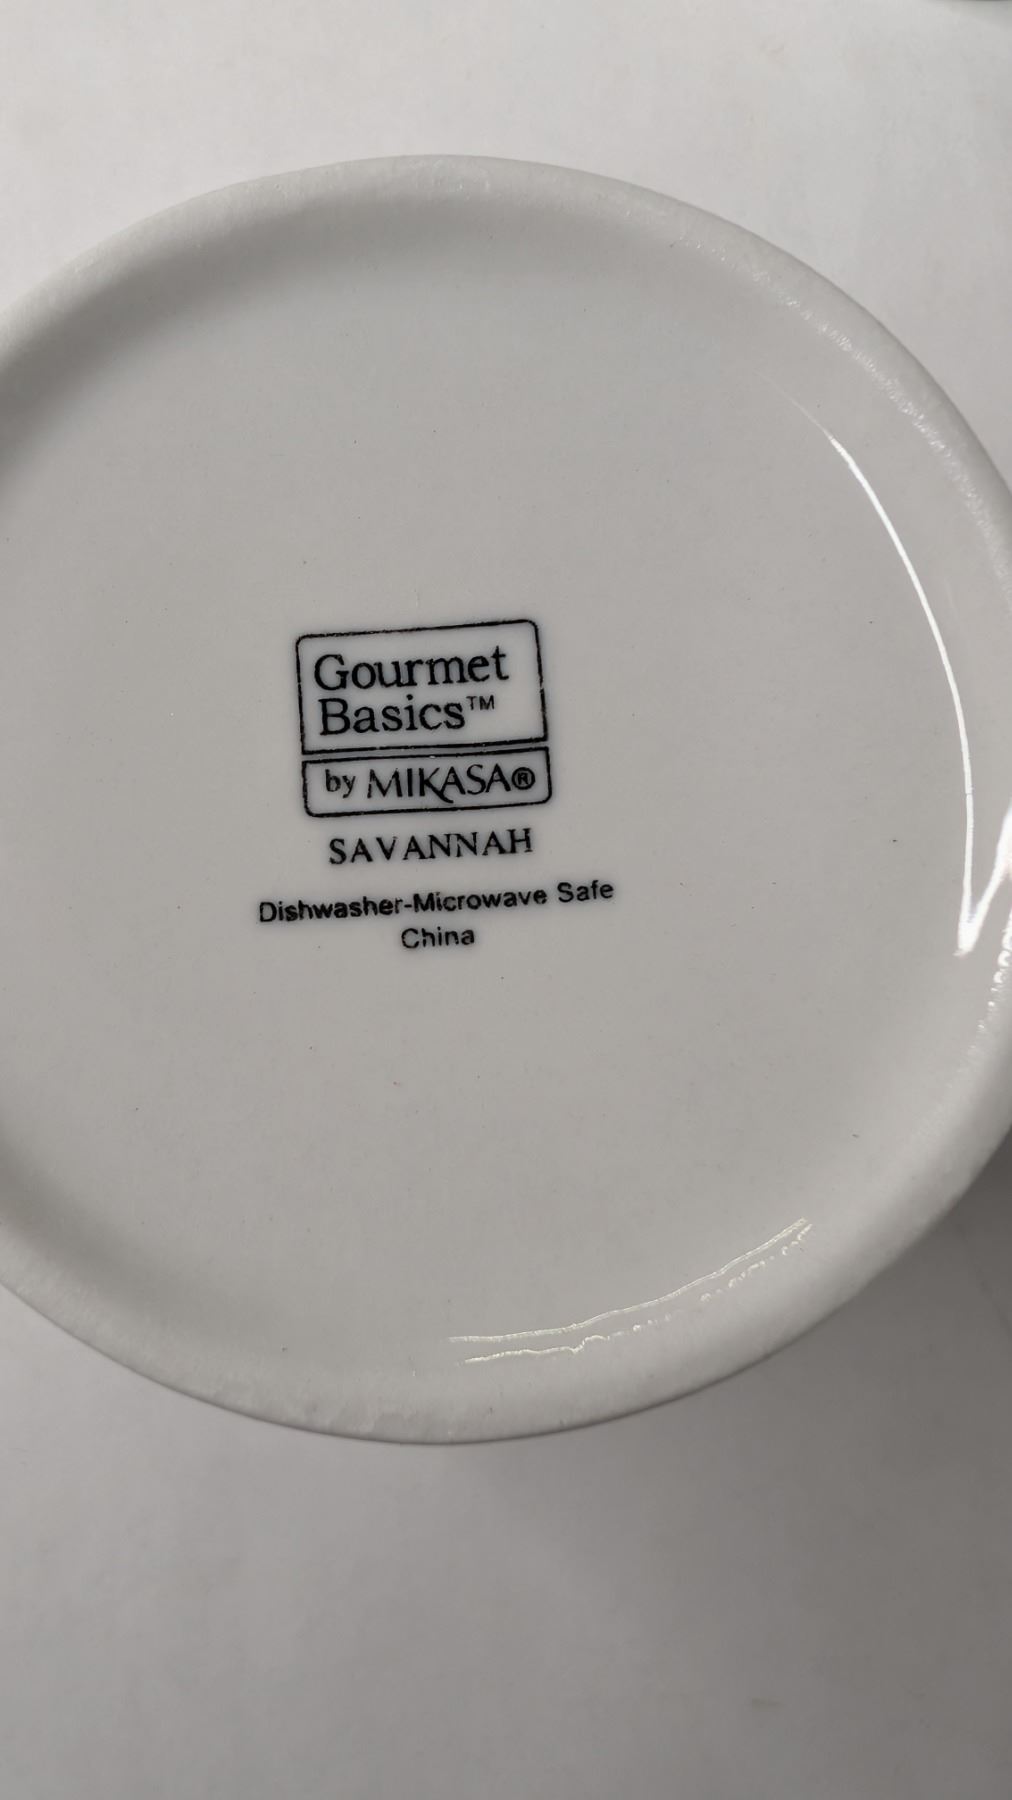 Gourmet
Basics™
by MIKASA®
SAVANNAH
Dishwasher-Microwave Safe
China